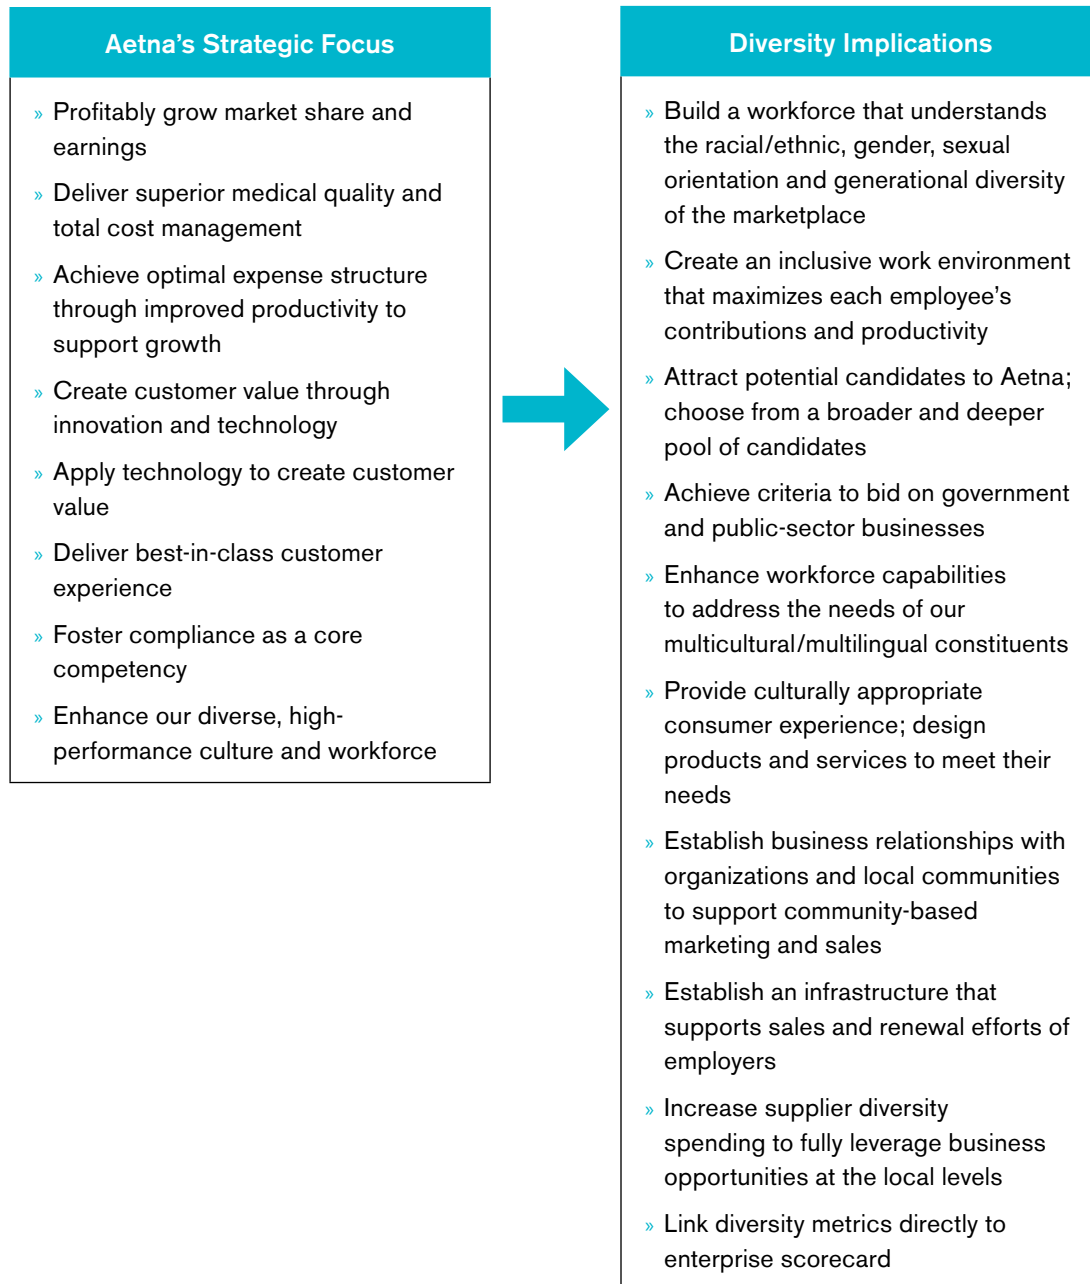 Aetna’s Strategic Focus
» Profitably grow market share and
earnings
» Deliver superior medical quality and
total cost management
» Achieve optimal expense structure
through improved productivity to
support growth
» Create customer value through
innovation and technology
» Apply technology to create customer
value
» Deliver best-in-class customer
experience
» Foster compliance as a core
competency
» Enhance our diverse, high-
performance culture and workforce
Diversity Implications
» Build a workforce that understands
the racial/ethnic, gender, sexual
orientation and generational diversity
of the marketplace
» Create an inclusive work environment
that maximizes each employee’s
contributions and productivity
» Attract potential candidates to Aetna;
choose from a broader and deeper
pool of candidates
» Achieve criteria to bid on government
and public-sector businesses
» Enhance workforce capabilities
to address the needs of our
multicultural/multilingual constituents
» Provide culturally appropriate
consumer experience; design
products and services to meet their
needs
» Establish business relationships with
organizations and local communities
to support community-based
marketing and sales
» Establish an infrastructure that
supports sales and renewal efforts of
employers
» Increase supplier diversity
spending to fully leverage business
opportunities at the local levels
» Link diversity metrics directly to
enterprise scorecard